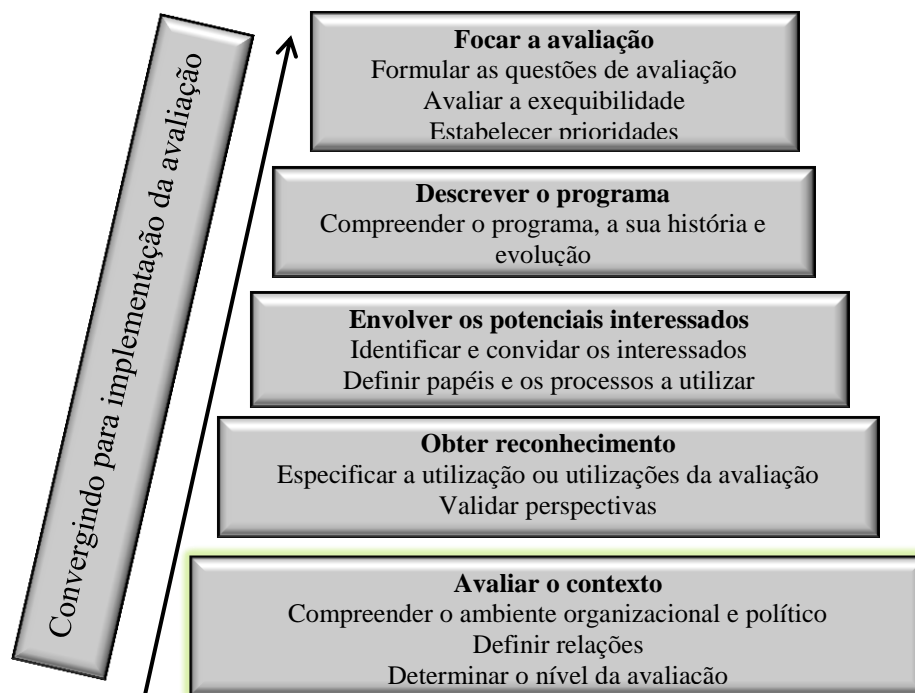 Convergindo para implementação da avaliação
Focar a avaliação
Formular as questões de avaliação
Avaliar a exequibilidade
Estabelecer prioridades
Descrever o programa
Compreender o programa, a sua história e
evolução
Envolver os potenciais interessados
Identificar e convidar os interessados
Definir papéis e os processos a utilizar
Obter reconhecimento
Especificar a utilização ou utilizações da avaliação
Validar perspectivas
Avaliar o contexto
Compreender o ambiente organizacional e político
Definir relações
Determinar o nível da avaliação